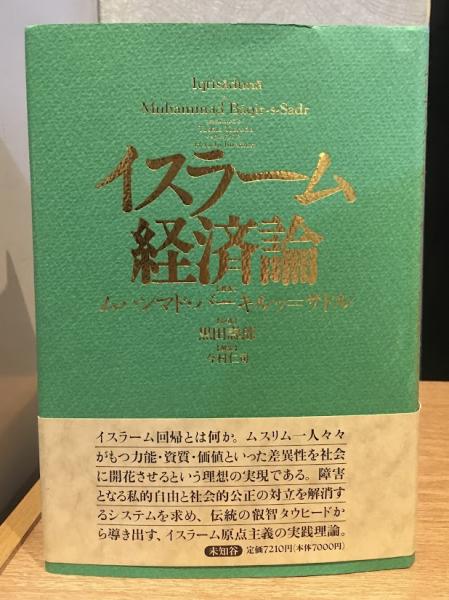 Iqtiṣādunā
Muhammad Bāqir-ṣ-Ṣadr
イスラーム
経済論
ムハンマド・バーキルッ=サドル
黒田壽郎
今村仁司
イスラーム回帰とは何か。ムスリム一人々々
がもつ力能・資質・価値といった差異性を社会
に開花させるという理想の実現である。障害
となる私的自由と社会的公正の対立を解消す
るシステムを求め、伝統の叡智タウヒードか
ら導き出す、イスラーム原点主義の実践理論。
未知谷 定価7210円(本体7000円)